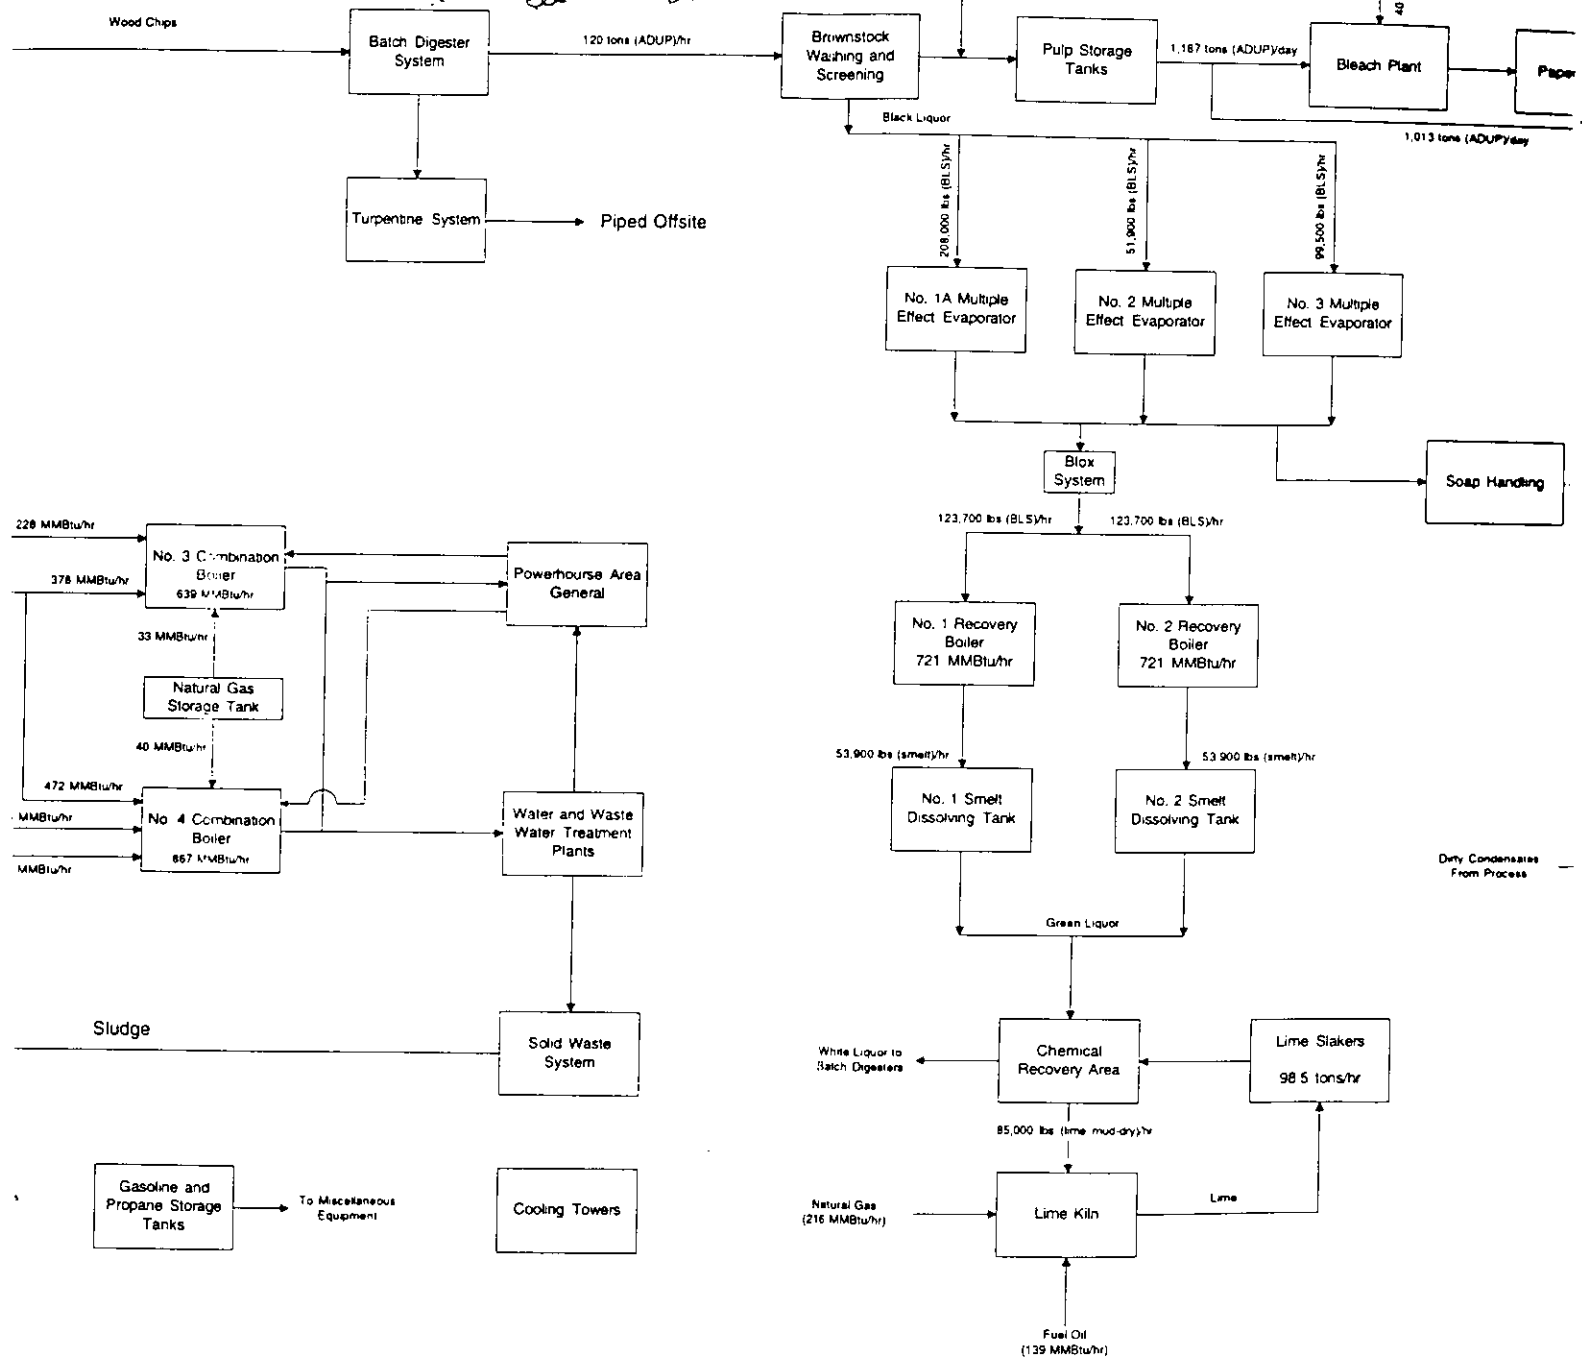 Wood Chips
Batch Digester
System
120 tons (ADUP)/hr
Brownstock
Washing and
Screening
Pulp Storage
Tanks
1,187 tons (ADUP)/day
40
Bleach Plant
Paper
1,013 tons (ADUP)/day
Black Liquor
Turpentine System
Piped Offsite
208,000 lbs (BLS)/hr
51,900 lbs (BLS)/hr
99,500 lbs (BLS)/hr
No. 1A Multiple
Effect Evaporator
No. 2 Multiple
Effect Evaporator
No. 3 Multiple
Effect Evaporator
Blox
System
Soap Handling
123,700 lbs (BLS)/hr
123,700 lbs (BLS)/hr
228 MMBtu/hr
378 MMBtu/hr
No. 3 Combination
Boiler
639 MMBtu/hr
Powerhourse Area
General
33 MMBtu/hr
Natural Gas
Storage Tank
40 MMBtu/hr
No. 1 Recovery
Boiler
721 MMBtu/hr
No. 2 Recovery
Boiler
721 MMBtu/hr
53,900 lbs (smelt)/hr
53 900 lbs (smelt)/hr
472 MMBtu/hr
MMBtu/hr
MMBtu/hr
No. 4 Combination
Boiler
667 MMBtu/hr
Water and Waste
Water Treatment
Plants
No. 1 Smelt
Dissolving Tank
No. 2 Smelt
Dissolving Tank
Dirty Condensates
From Process
Green Liquor
Sludge
Solid Waste
System
White Liquor to
Batch Digesters
Chemical
Recovery Area
Lime Slakers
98 5 tons/hr
85,000 lbs (lime mud-dry)/hr
Gasoline and
Propane Storage
Tanks
To Miscellaneous
Equipment
Cooling Towers
Natural Gas
(216 MMBtu/hr)
Lime Kiln
Lime
Fuel Oil
(139 MMBtu/hr)